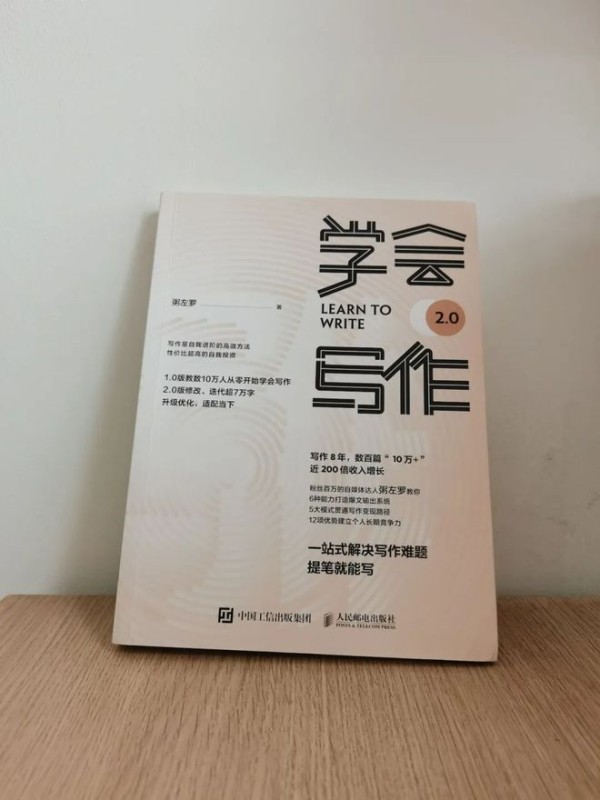 学会
LEARN TO
WRITE
2.0
写作
粥左罗 著
写作是自我进阶的高效方法
性价比超高的自我投资
1.0版教数10万人从零开始学会写作
2.0版修改、迭代超7万字
升级优化，适配当下
写作 8 年，数百篇“ 10 万+ ”
近 200 倍收入增长
粉丝百万的自媒体达人粥左罗教你
6种能力打造爆文输出系统
5大模式贯通写作变现路径
12项优势建立个人长期竞争力
一站式解决写作难题
提笔就能写
中国工信出版集团
人民邮电出版社
POSTS & TELECOM PRESS